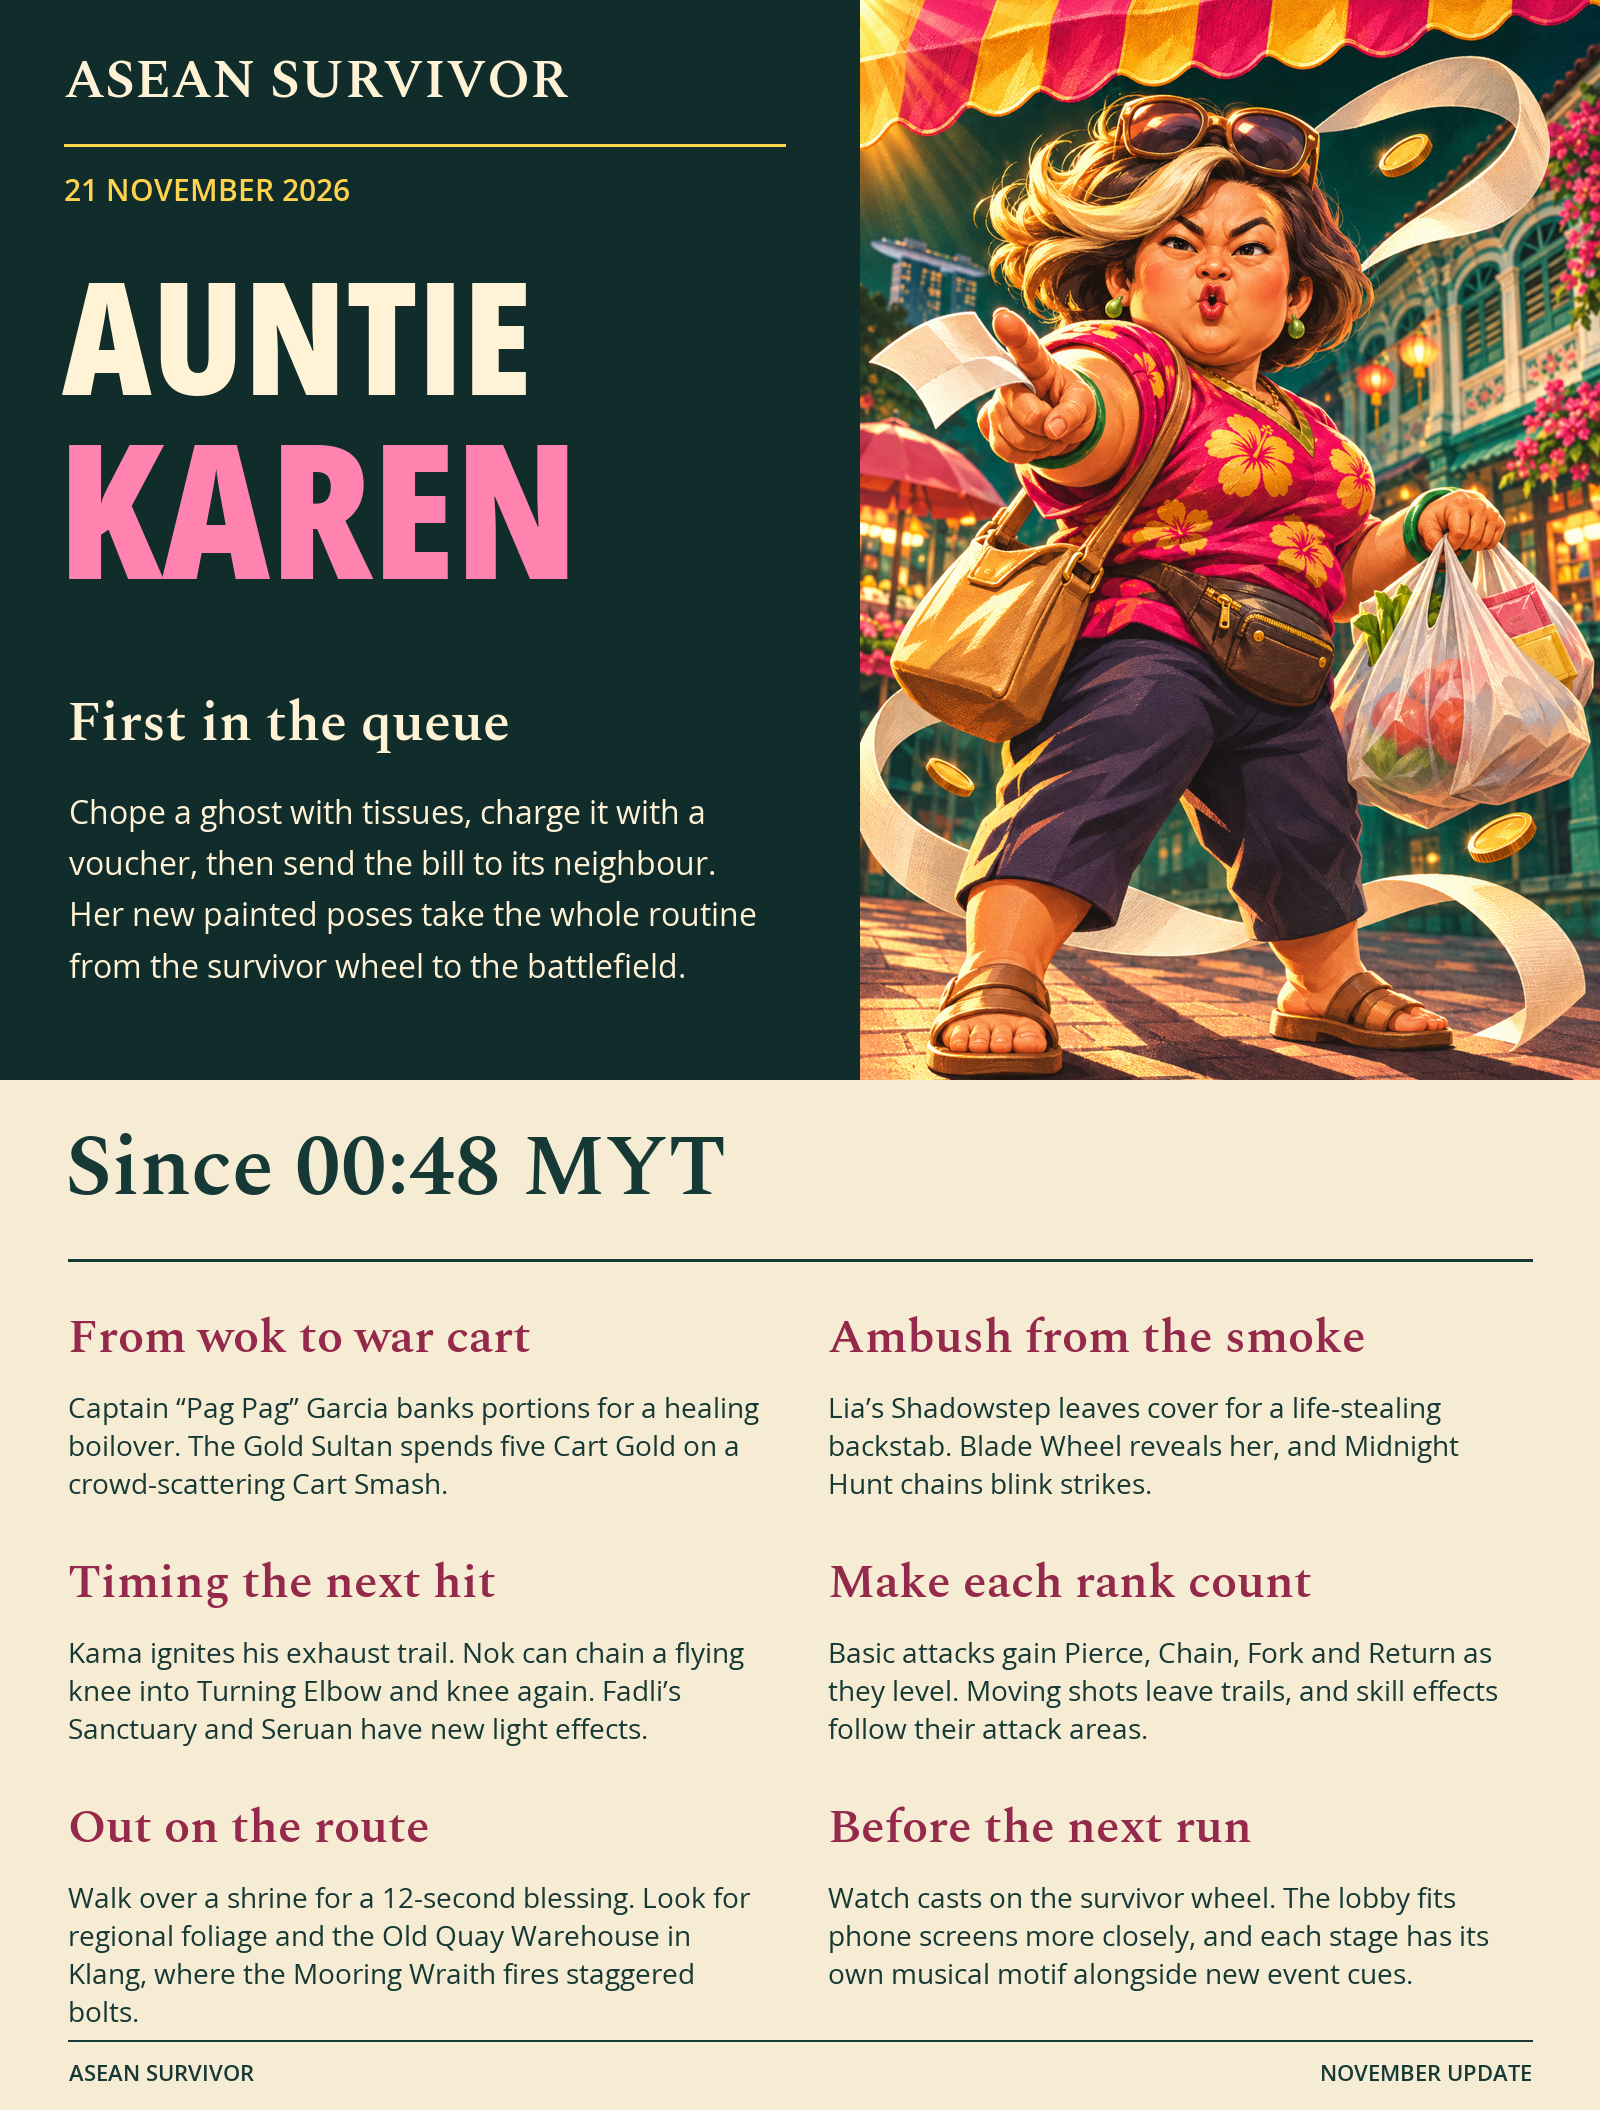 ASEAN SURVIVOR
21 NOVEMBER 2026
AUNTIE
KAREN
First in the queue
Chope a ghost with tissues, charge it with a
voucher, then send the bill to its neighbour.
Her new painted poses take the whole routine
from the survivor wheel to the battlefield.
Since 00:48 MYT
From wok to war cart
Captain “Pag Pag” Garcia banks portions for a healing
boilover. The Gold Sultan spends five Cart Gold on a
crowd-scattering Cart Smash.
Ambush from the smoke
Lia’s Shadowstep leaves cover for a life-stealing
backstab. Blade Wheel reveals her, and Midnight
Hunt chains blink strikes.
Timing the next hit
Kama ignites his exhaust trail. Nok can chain a flying
knee into Turning Elbow and knee again. Fadli’s
Sanctuary and Seruan have new light effects.
Make each rank count
Basic attacks gain Pierce, Chain, Fork and Return as
they level. Moving shots leave trails, and skill effects
follow their attack areas.
Out on the route
Walk over a shrine for a 12-second blessing. Look for
regional foliage and the Old Quay Warehouse in
Klang, where the Mooring Wraith fires staggered
bolts.
Before the next run
Watch casts on the survivor wheel. The lobby fits
phone screens more closely, and each stage has its
own musical motif alongside new event cues.
ASEAN SURVIVOR
NOVEMBER UPDATE